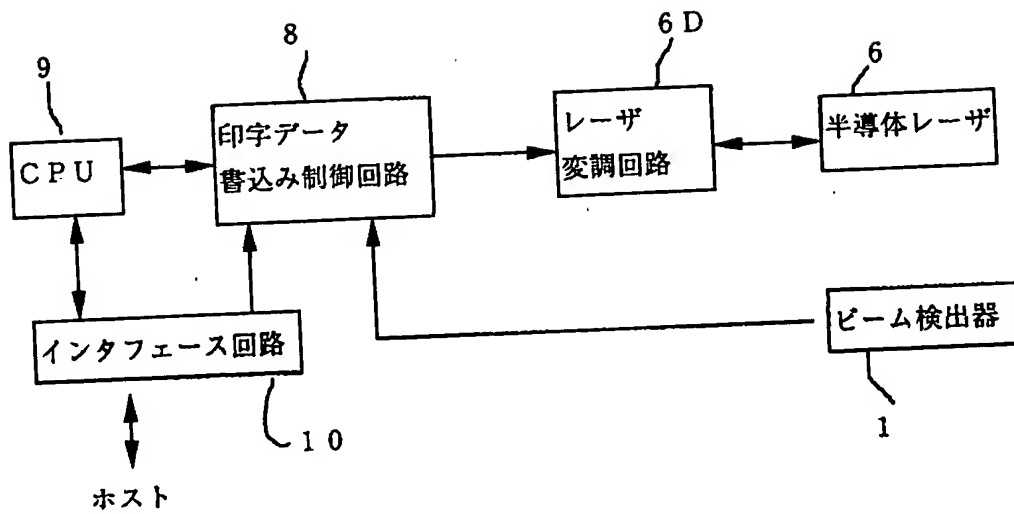 8
6D
6
9
印字データ
書込み制御回路
レーザ
変調回路
半導体レーザ
CPU
インタフェース回路
ビーム検出器
10
1
ホスト